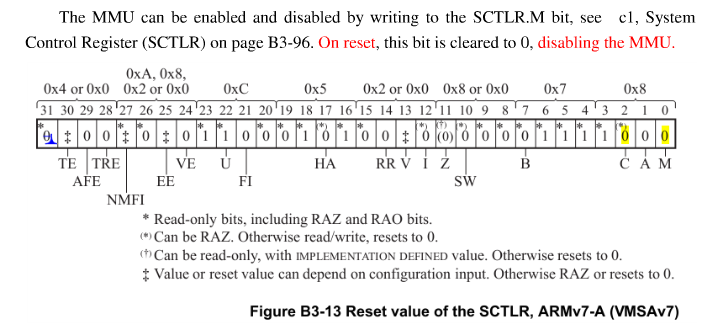 The MMU can be enabled and disabled by writing to the SCTLR.M bit, see c1, System
Control Register (SCTLR) on page B3-96. On reset, this bit is cleared to 0, disabling the MMU.
0xA, 0x8,
0x4 or 0x0 0x2 or 0x0 0xC 0x5 0x2 or 0x0 0x8 or 0x0 0x7 0x8
31 30 29 28 27 26 25 24 23 22 21 20 19 18 17 16 15 14 13 12 11 10 9 8 7 6 5 4 3 2 1 0
* * * * * * * * (*) * * * (*) (†) (*) * * * * * * * (*)
0 ‡ 0 0 ‡ 0 ‡ 0 1 1 0 0 0 1 0 1 0 0 ‡ 0 (0) 0 0 0 0 1 1 1 1 0 0 0
TE TRE VE U HA RR V I Z B C A M
AFE EE FI SW
NMFI
* Read-only bits, including RAZ and RAO bits.
(*) Can be RAZ. Otherwise read/write, resets to 0.
(†) Can be read-only, with IMPLEMENTATION DEFINED value. Otherwise resets to 0.
‡ Value or reset value can depend on configuration input. Otherwise RAZ or resets to 0.
Figure B3-13 Reset value of the SCTLR, ARMv7-A (VMSAv7)